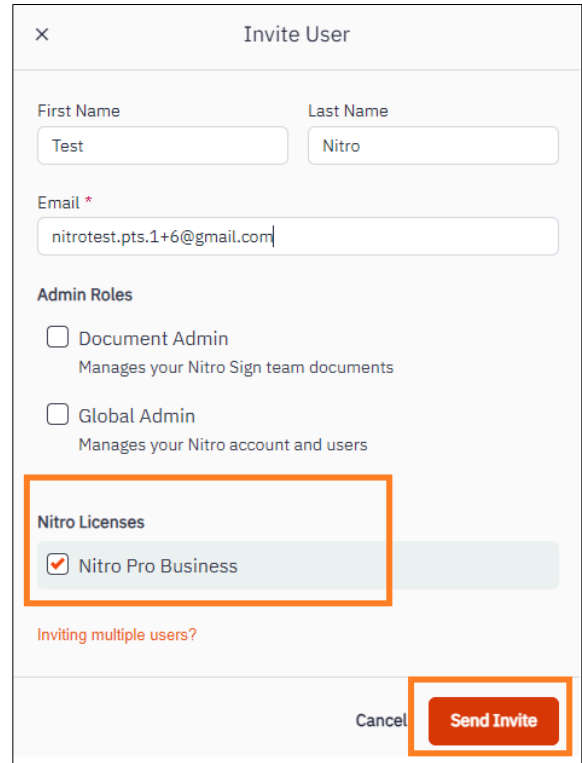 Invite User
First Name
Last Name
Test
Nitro
Email *
nitrotest.pts.1+6@gmail.com
Admin Roles
Document Admin
Manages your Nitro Sign team documents
Global Admin
Manages your Nitro account and users
Nitro Licenses
Nitro Pro Business
Inviting multiple users?
Cancel
Send Invite